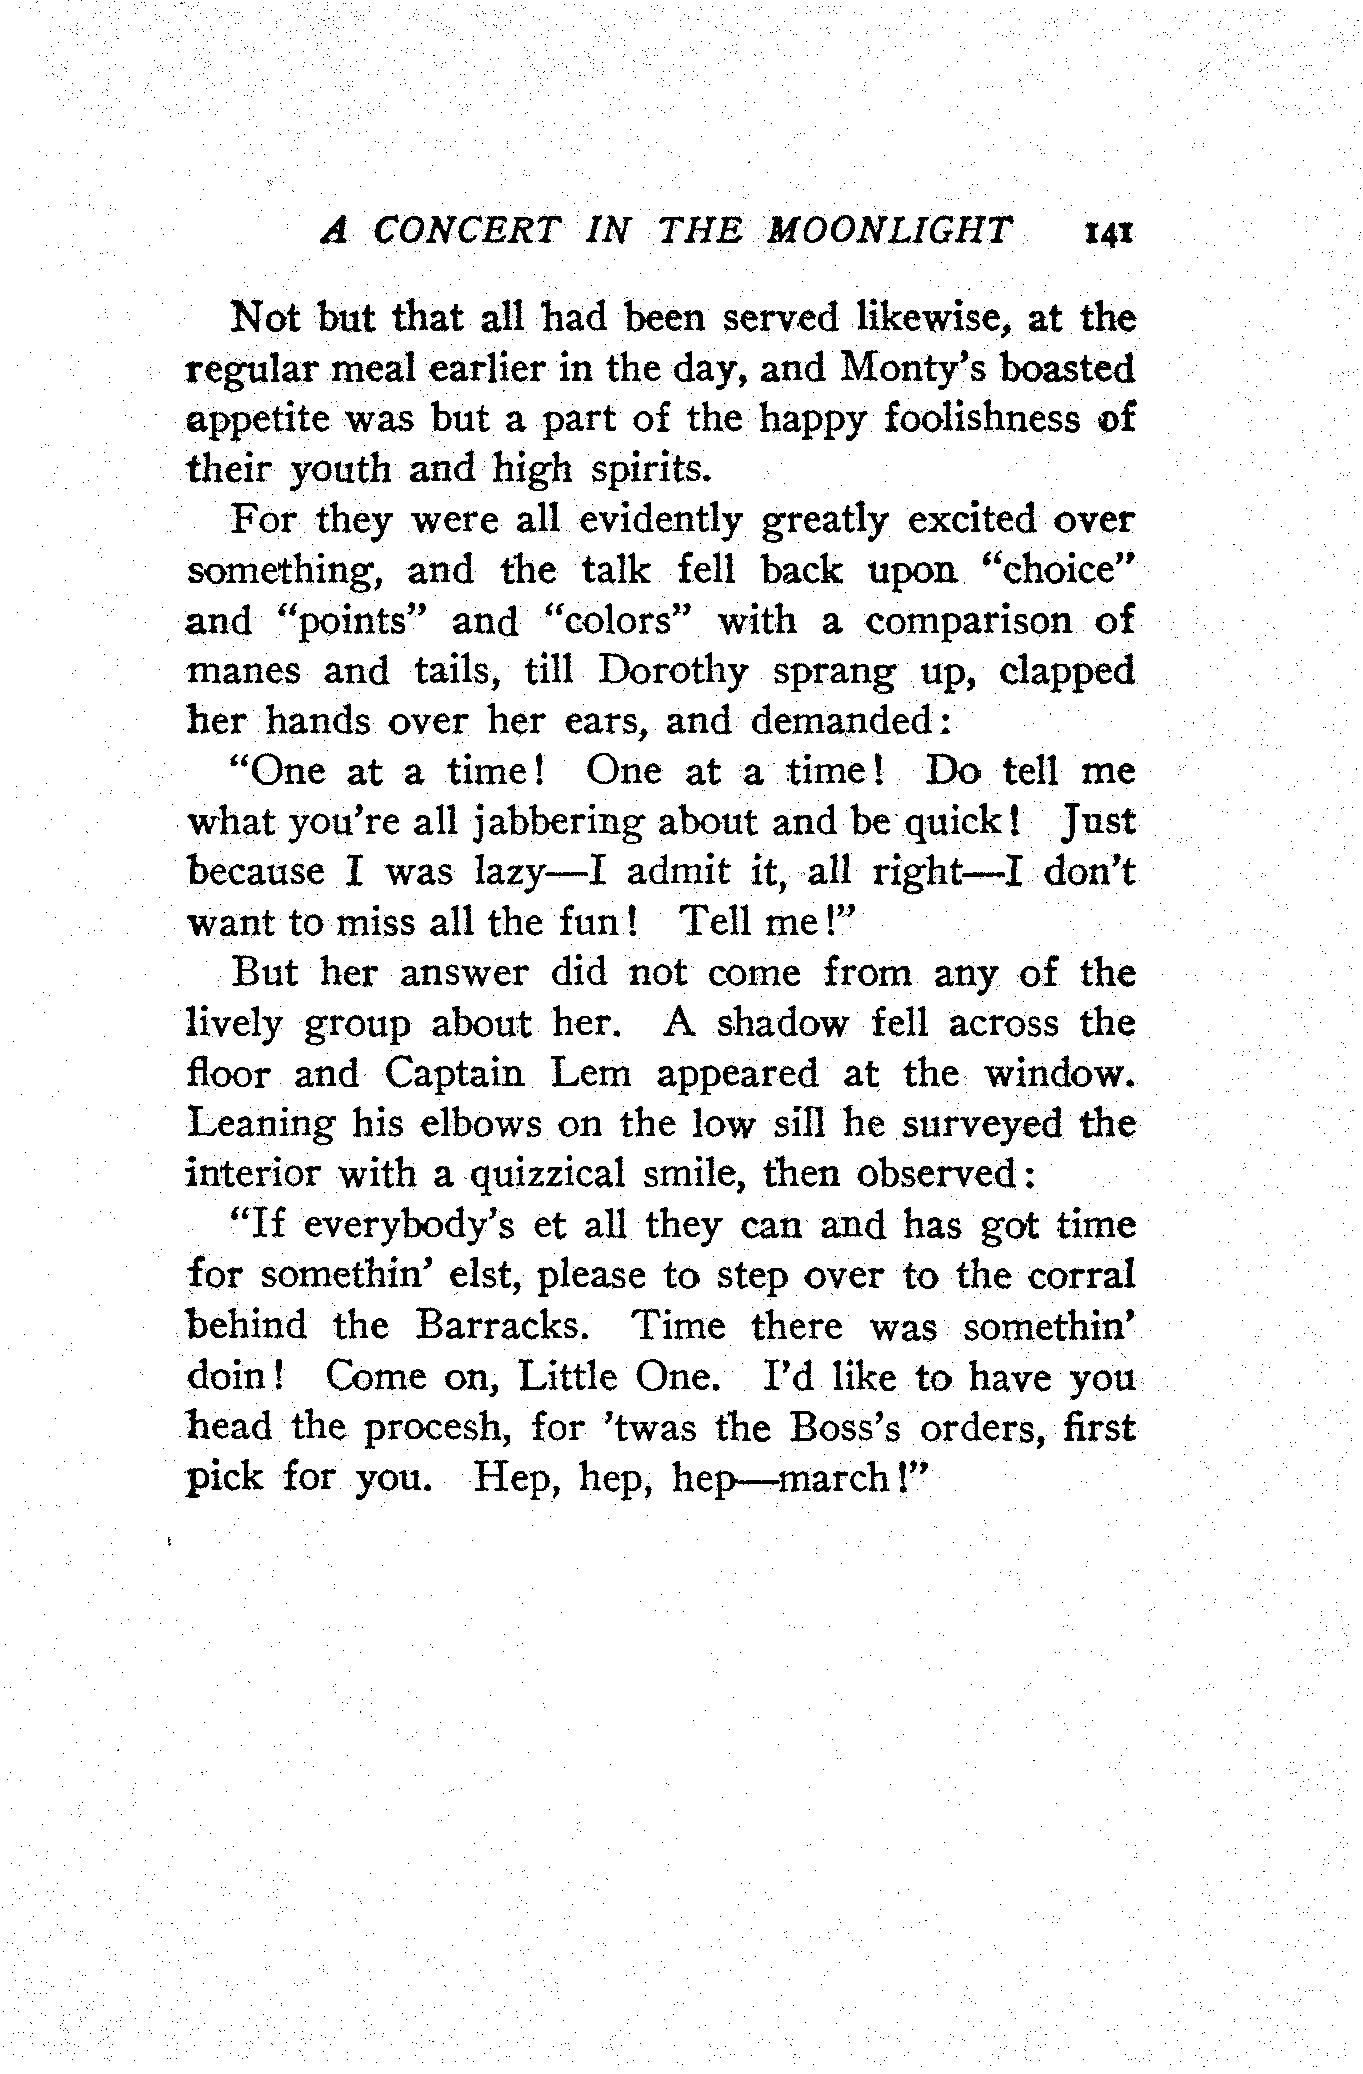 A CONCERT IN THE MOONLIGHT 141
Not but that all had been served likewise, at the
regular meal earlier in the day, and Monty's boasted
appetite was but a part of the happy foolishness of
their youth and high spirits.
For they were all evidently greatly excited over
something, and the talk fell back upon "choice"
and "points" and "colors" with a comparison of
manes and tails, till Dorothy sprang up, clapped
her hands over her ears, and demanded:
"One at a time! One at a time! Do tell me
what you're all jabbering about and be quick! Just
because I was lazy—I admit it, all right—I don't
want to miss all the fun! Tell me!"
But her answer did not come from any of the
lively group about her. A shadow fell across the
floor and Captain Lem appeared at the window.
Leaning his elbows on the low sill he surveyed the
interior with a quizzical smile, then observed:
"If everybody's et all they can and has got time
for somethin' elst, please to step over to the corral
behind the Barracks. Time there was somethin'
doin! Come on, Little One. I'd like to have you
head the procesh, for 'twas the Boss's orders, first
pick for you. Hep, hep, hep—march!"